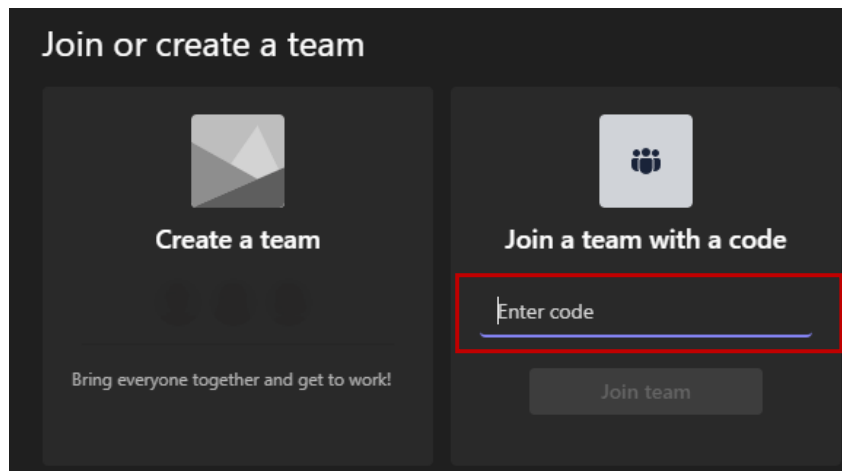 Join or create a team
Create a team
Bring everyone together and get to work!
Join a team with a code
Enter code
Join team